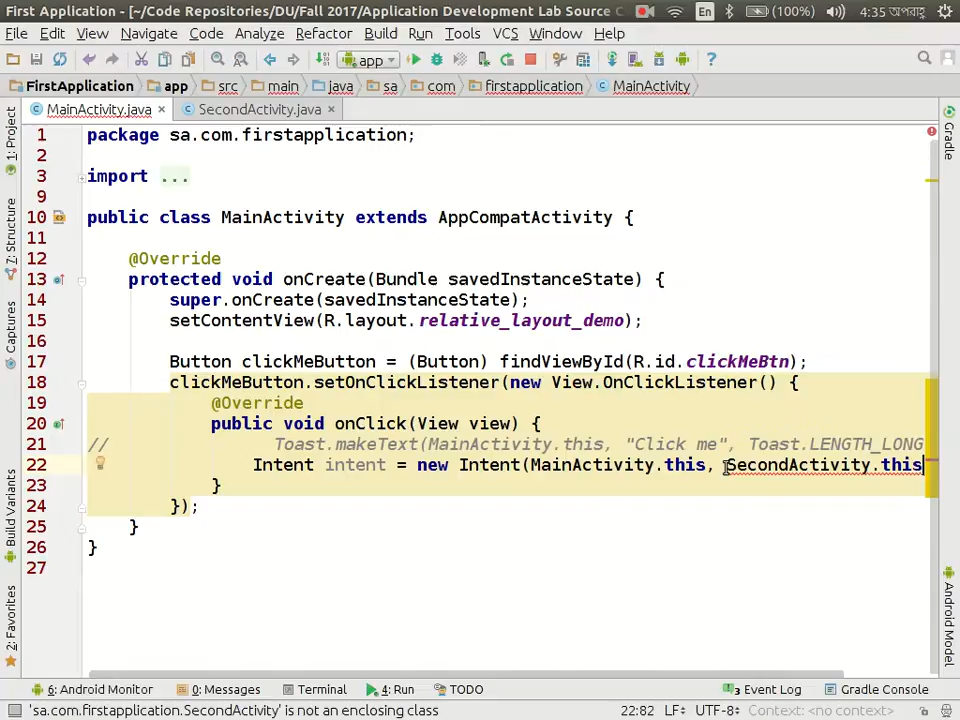 First Application - [~/Code Repositories/DU/Fall 2017/Application Development Lab Source C En (100%) 4:35 অপরাহ্ণ
File Edit View Navigate Code Analyze Refactor Build Run Tools VCS Window Help
app
FirstApplication app src main java sa com firstapplication MainActivity
MainActivity.java SecondActivity.java
1 package sa.com.firstapplication;
2
3 import ...
9
10 public class MainActivity extends AppCompatActivity {
11
12 @Override
13 protected void onCreate(Bundle savedInstanceState) {
14 super.onCreate(savedInstanceState);
15 setContentView(R.layout.relative_layout_demo);
16
17 Button clickMeButton = (Button) findViewById(R.id.clickMeBtn);
18 clickMeButton.setOnClickListener(new View.OnClickListener() {
19 @Override
20 public void onClick(View view) {
21 // Toast.makeText(MainActivity.this, "Click me", Toast.LENGTH_LONG
22 Intent intent = new Intent(MainActivity.this, SecondActivity.this
23 }
24 });
25 }
26 }
27
1: Project
7: Structure
Captures
Build Variants
2: Favorites
Gradle
Android Model
6: Android Monitor 0: Messages Terminal 4: Run TODO 3 Event Log Gradle Console
'sa.com.firstapplication.SecondActivity' is not an enclosing class 22:82 LF÷ UTF-8÷ Context: <no context>